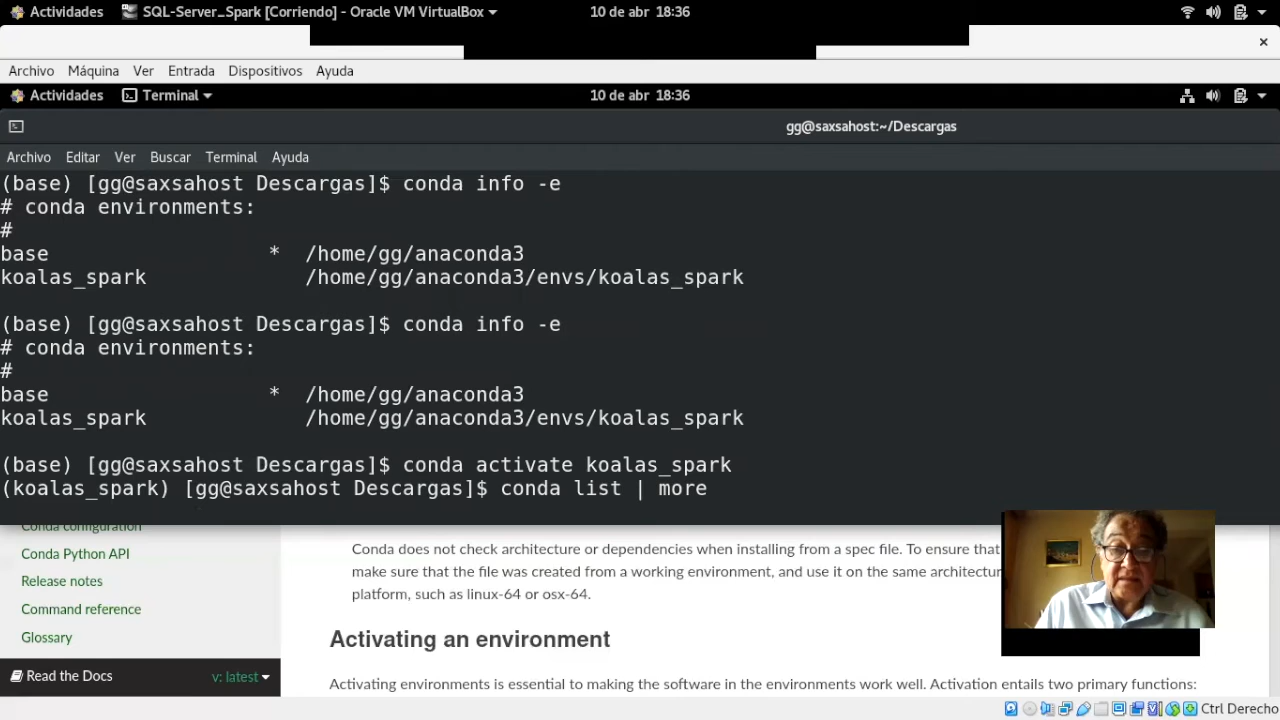 Actividades SQL-Server_Spark [Corriendo] - Oracle VM VirtualBox 10 de abr 18:36
Archivo Máquina Ver Entrada Dispositivos Ayuda
Actividades Terminal 10 de abr 18:36
gg@saxsahost:~/Descargas
Archivo Editar Ver Buscar Terminal Ayuda
(base) [gg@saxsahost Descargas]$ conda info -e
# conda environments:
#
base * /home/gg/anaconda3
koalas_spark /home/gg/anaconda3/envs/koalas_spark
(base) [gg@saxsahost Descargas]$ conda info -e
# conda environments:
#
base * /home/gg/anaconda3
koalas_spark /home/gg/anaconda3/envs/koalas_spark
(base) [gg@saxsahost Descargas]$ conda activate koalas_spark
(koalas_spark) [gg@saxsahost Descargas]$ conda list | more
Conda configuration
Conda Python API
Release notes
Command reference
Glossary
Read the Docs v: latest
Conda does not check architecture or dependencies when installing from a spec file. To ensure that
make sure that the file was created from a working environment, and use it on the same architecture
platform, such as linux-64 or osx-64.
Activating an environment
Activating environments is essential to making the software in the environments work well. Activation entails two primary functions:
Ctrl Derecho